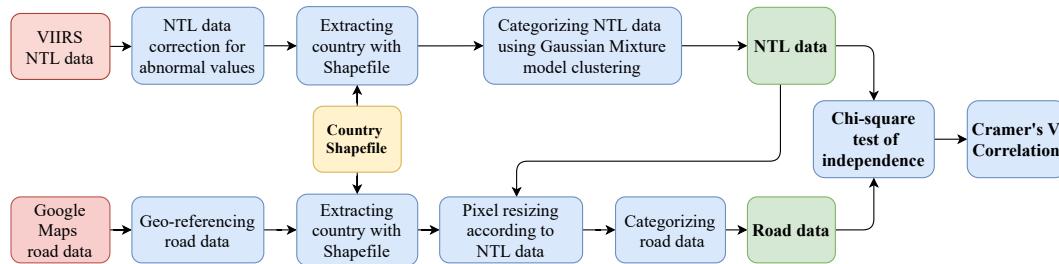 VIIRS
NTL data
NTL data
correction for
abnormal values
Extracting
country with
Shapefile
Categorizing NTL data
using Gaussian Mixture
model clustering
NTL data
Country
Shapefile
Chi-square
test of
independence
Cramer's V
Correlation
Google
Maps
road data
Geo-referencing
road data
Extracting
country with
Shapefile
Pixel resizing
according to
NTL data
Categorizing
road data
Road data